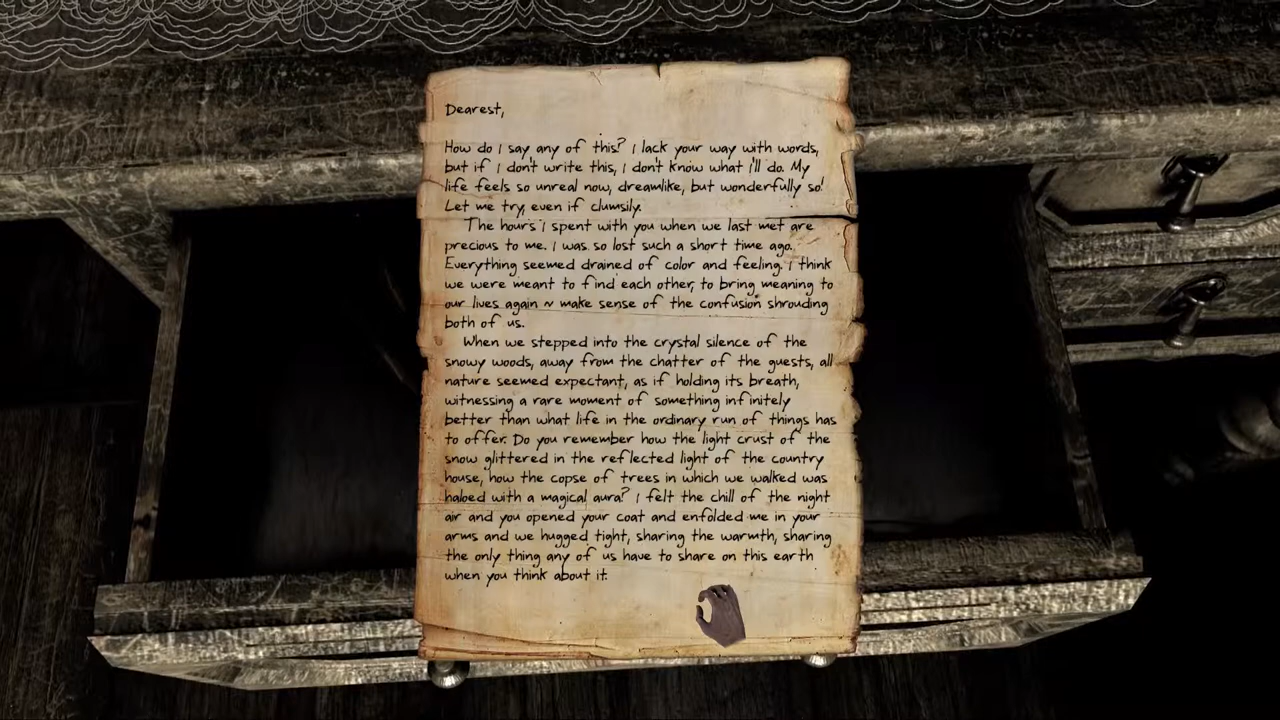 Dearest,
How do I say any of this? I lack your way with words,
but if I don't write this, I don't know what I'll do. My
life feels so unreal now, dreamlike, but wonderfully so!
Let me try, even if clumsily.
The hours I spent with you when we last met are
precious to me. I was so lost such a short time ago.
Everything seemed drained of color and feeling. I think
we were meant to find each other, to bring meaning to
our lives again ~ make sense of the confusion shrouding
both of us.
When we stepped into the crystal silence of the
snowy woods, away from the chatter of the guests, all
nature seemed expectant, as if holding its breath,
witnessing a rare moment of something infinitely
better than what life in the ordinary run of things has
to offer. Do you remember how the light crust of the
snow glittered in the reflected light of the country
house, how the copse of trees in which we walked was
haloed with a magical aura? I felt the chill of the night
air and you opened your coat and enfolded me in your
arms and we hugged tight, sharing the warmth, sharing
the only thing any of us have to share on this earth
when you think about it.